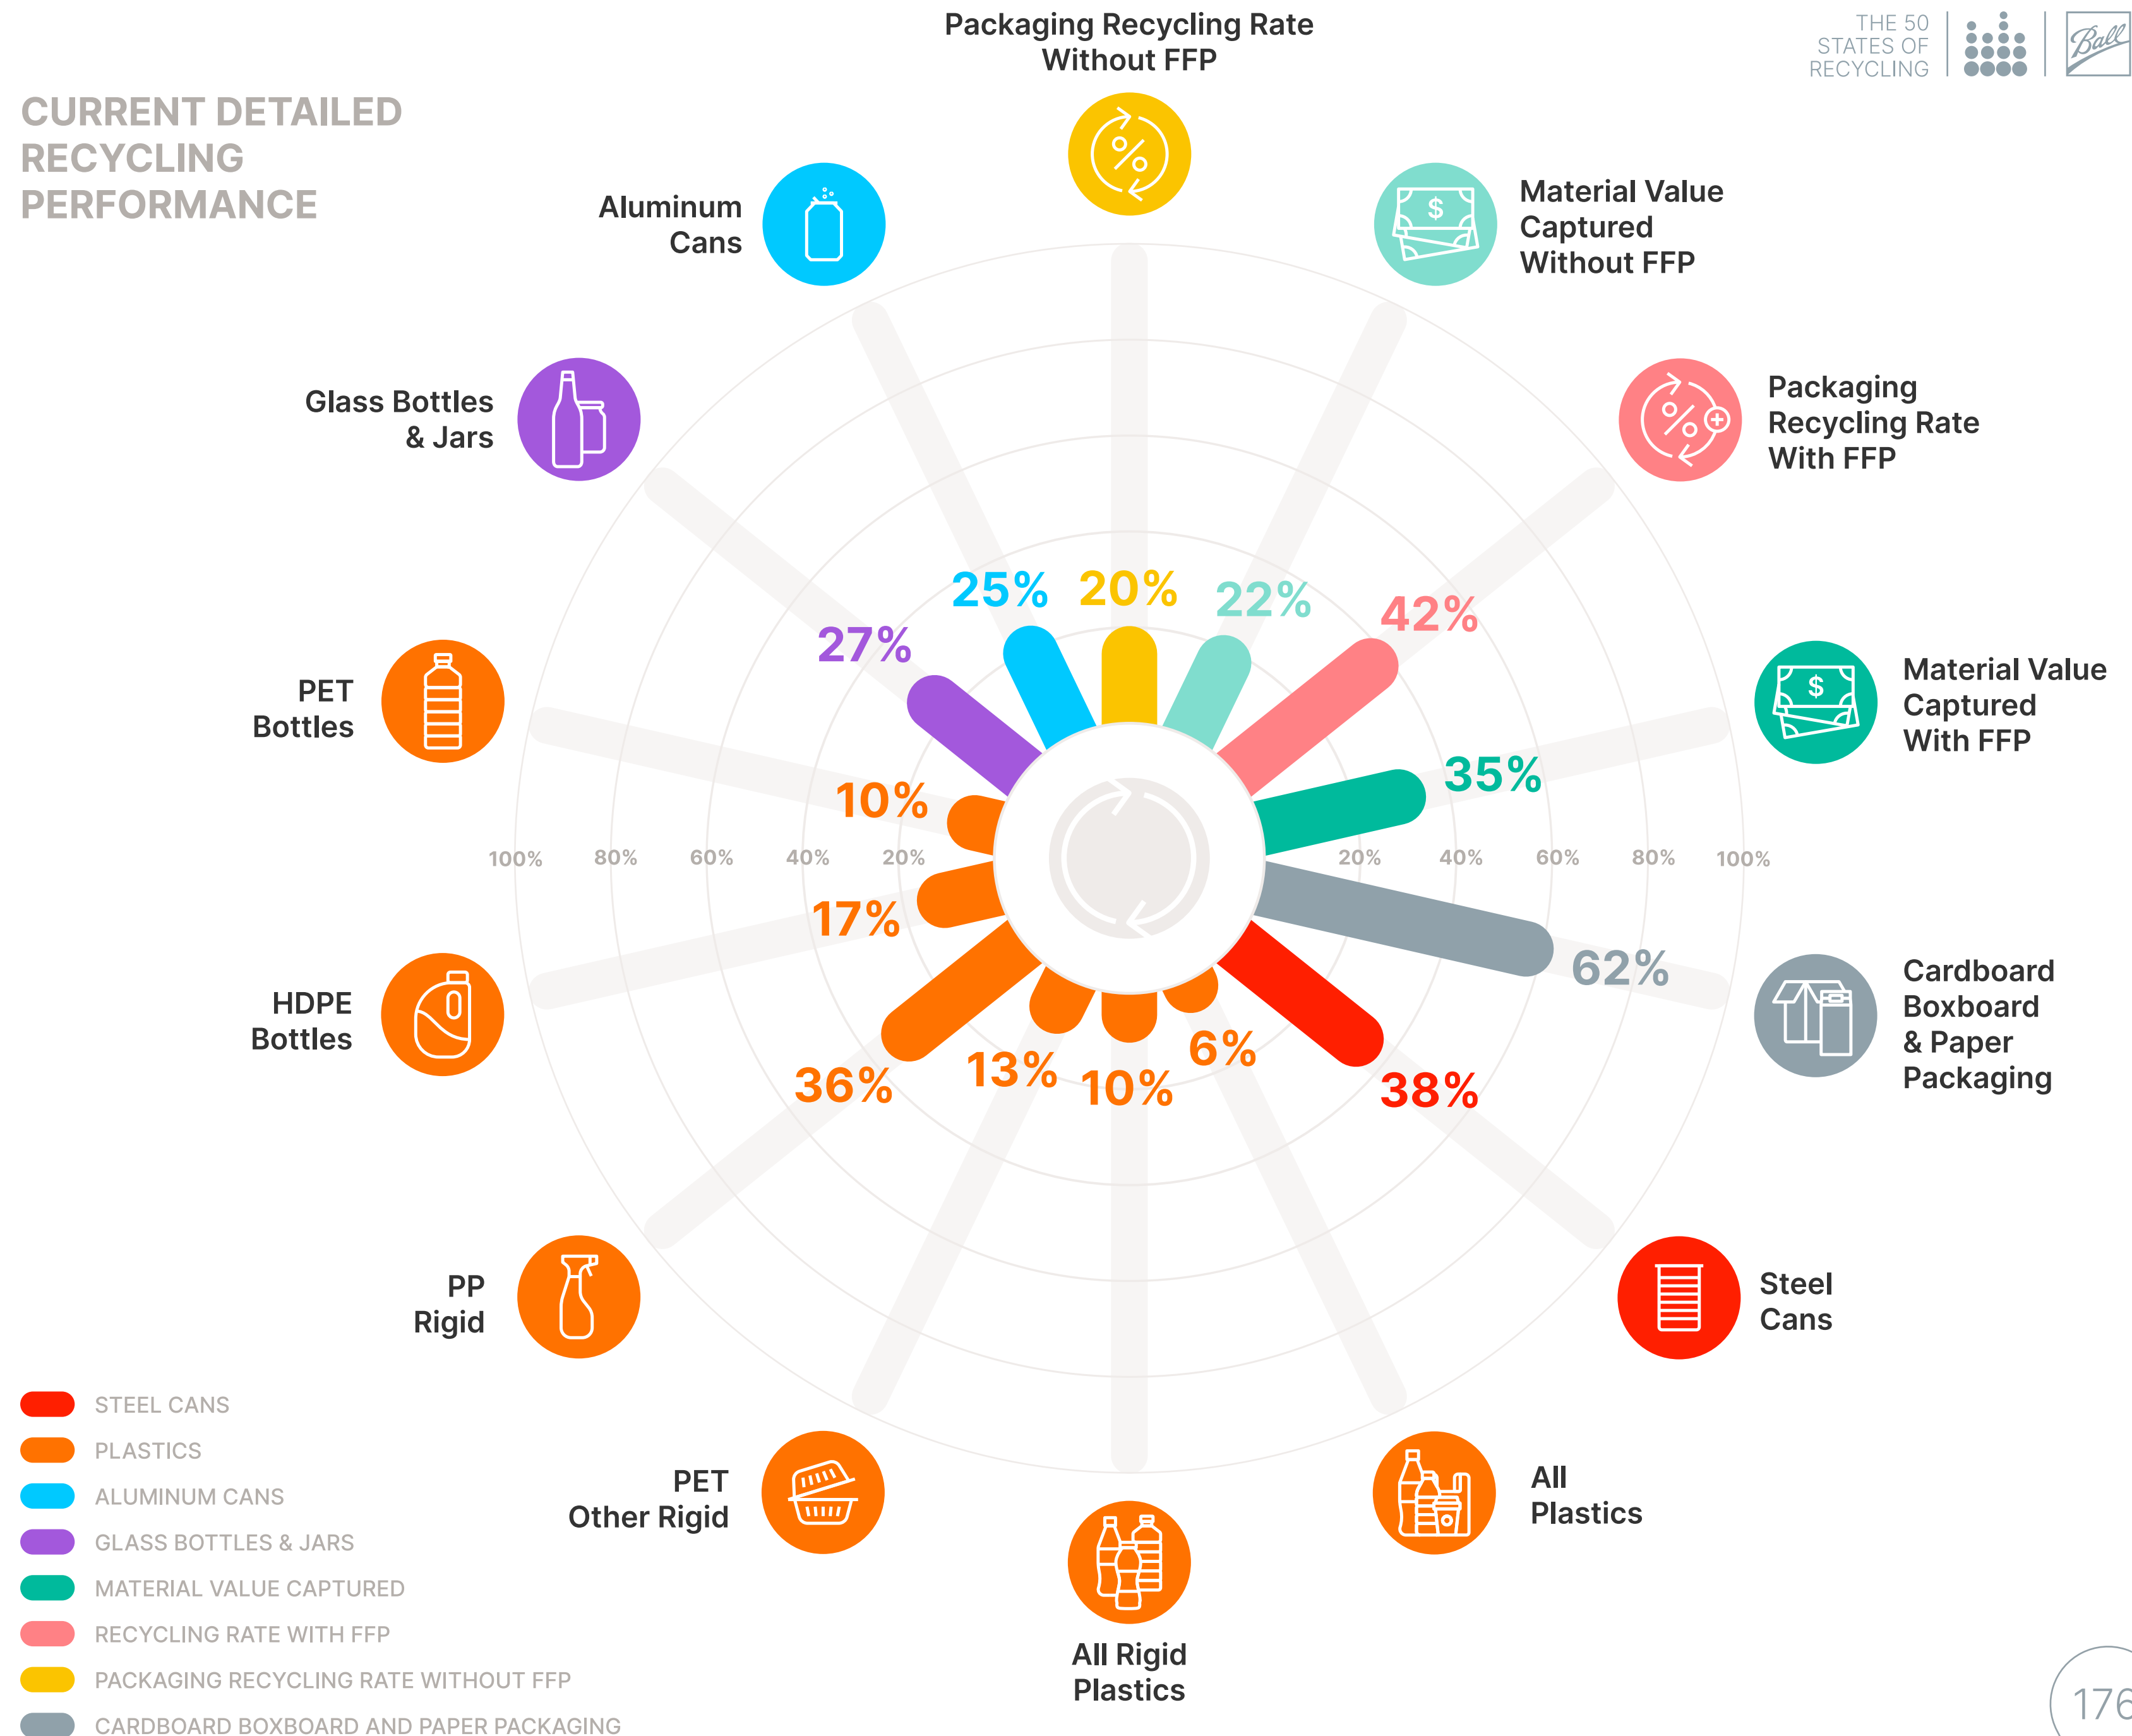 Packaging Recycling Rate
Without FFP
THE 50
STATES OF
RECYCLING
Ball
CURRENT DETAILED
RECYCLING
PERFORMANCE
Aluminum
Cans
Material Value
Captured
Without FFP
Glass Bottles
& Jars
Packaging
Recycling Rate
With FFP
PET
Bottles
Material Value
Captured
With FFP
25%
20%
22%
42%
27%
10%
35%
100%
80%
60%
40%
20%
20%
40%
60%
80%
100%
17%
62%
36%
13%
10%
6%
38%
HDPE
Bottles
Cardboard
Boxboard
& Paper
Packaging
PP
Rigid
Steel
Cans
PET
Other Rigid
All
Plastics
All Rigid
Plastics
STEEL CANS
PLASTICS
ALUMINUM CANS
GLASS BOTTLES & JARS
MATERIAL VALUE CAPTURED
RECYCLING RATE WITH FFP
PACKAGING RECYCLING RATE WITHOUT FFP
CARDBOARD BOXBOARD AND PAPER PACKAGING
176